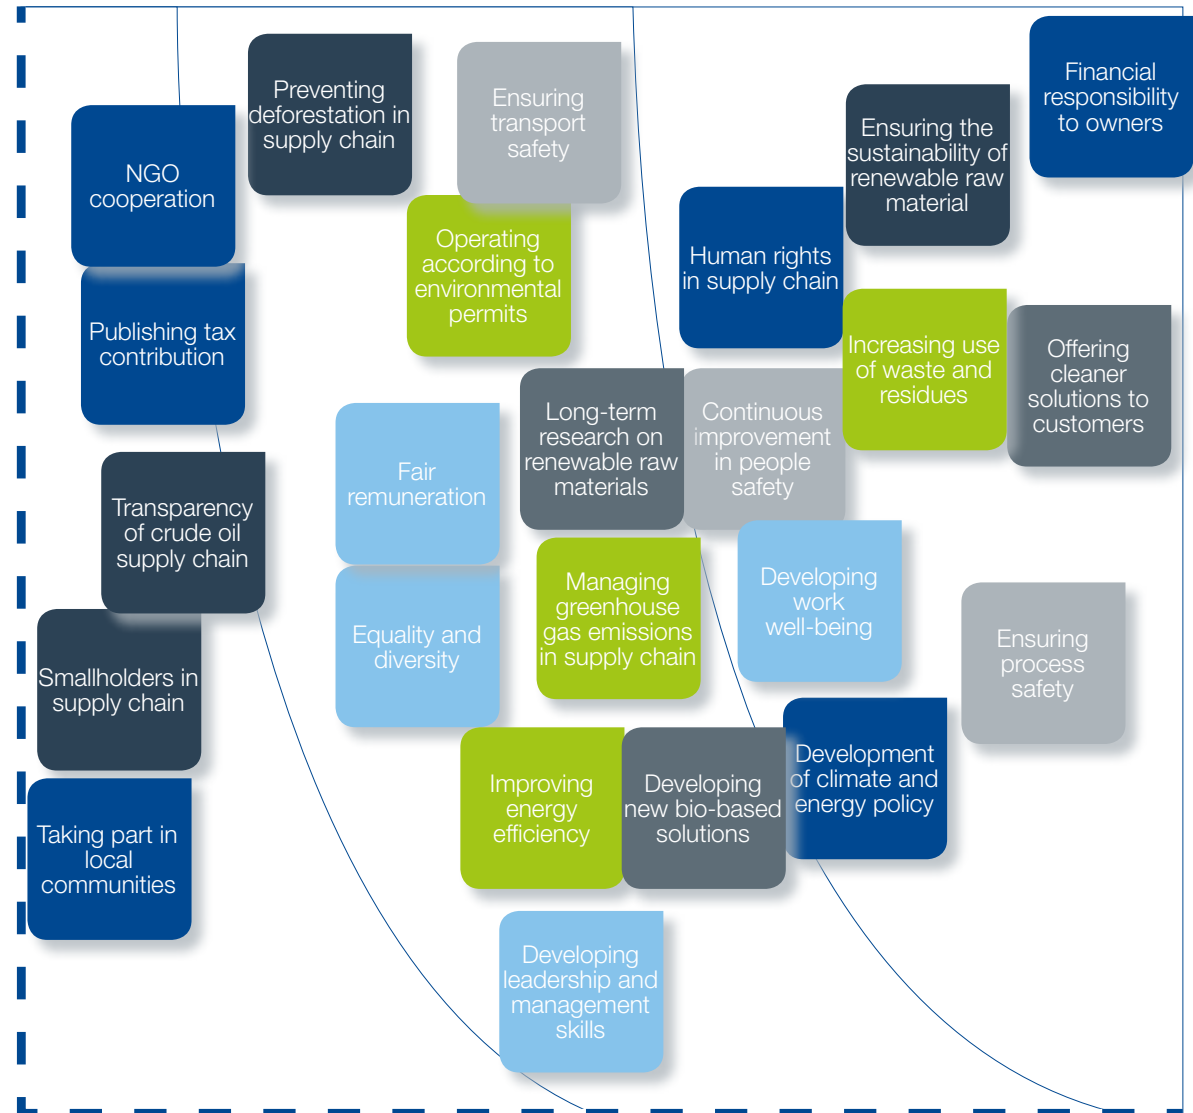 Preventing
deforestation in
supply chain
Ensuring
transport
safety
Financial
responsibility
to owners
Ensuring the
sustainability of
renewable raw
material
NGO
cooperation
Operating
according to
environmental
permits
Human rights
in supply chain
Publishing tax
contribution
Increasing use
of waste and
residues
Offering
cleaner
solutions to
customers
Long-term
research on
renewable raw
materials
Continuous
improvement
in people
safety
Fair
remuneration
Transparency
of crude oil
supply chain
Managing
greenhouse
gas emissions
in supply chain
Developing
work
well-being
Equality and
diversity
Ensuring
process
safety
Smallholders in
supply chain
Improving
energy
efficiency
Developing
new bio-based
solutions
Development
of climate and
energy policy
Taking part in
local
communities
Developing
leadership and
management
skills